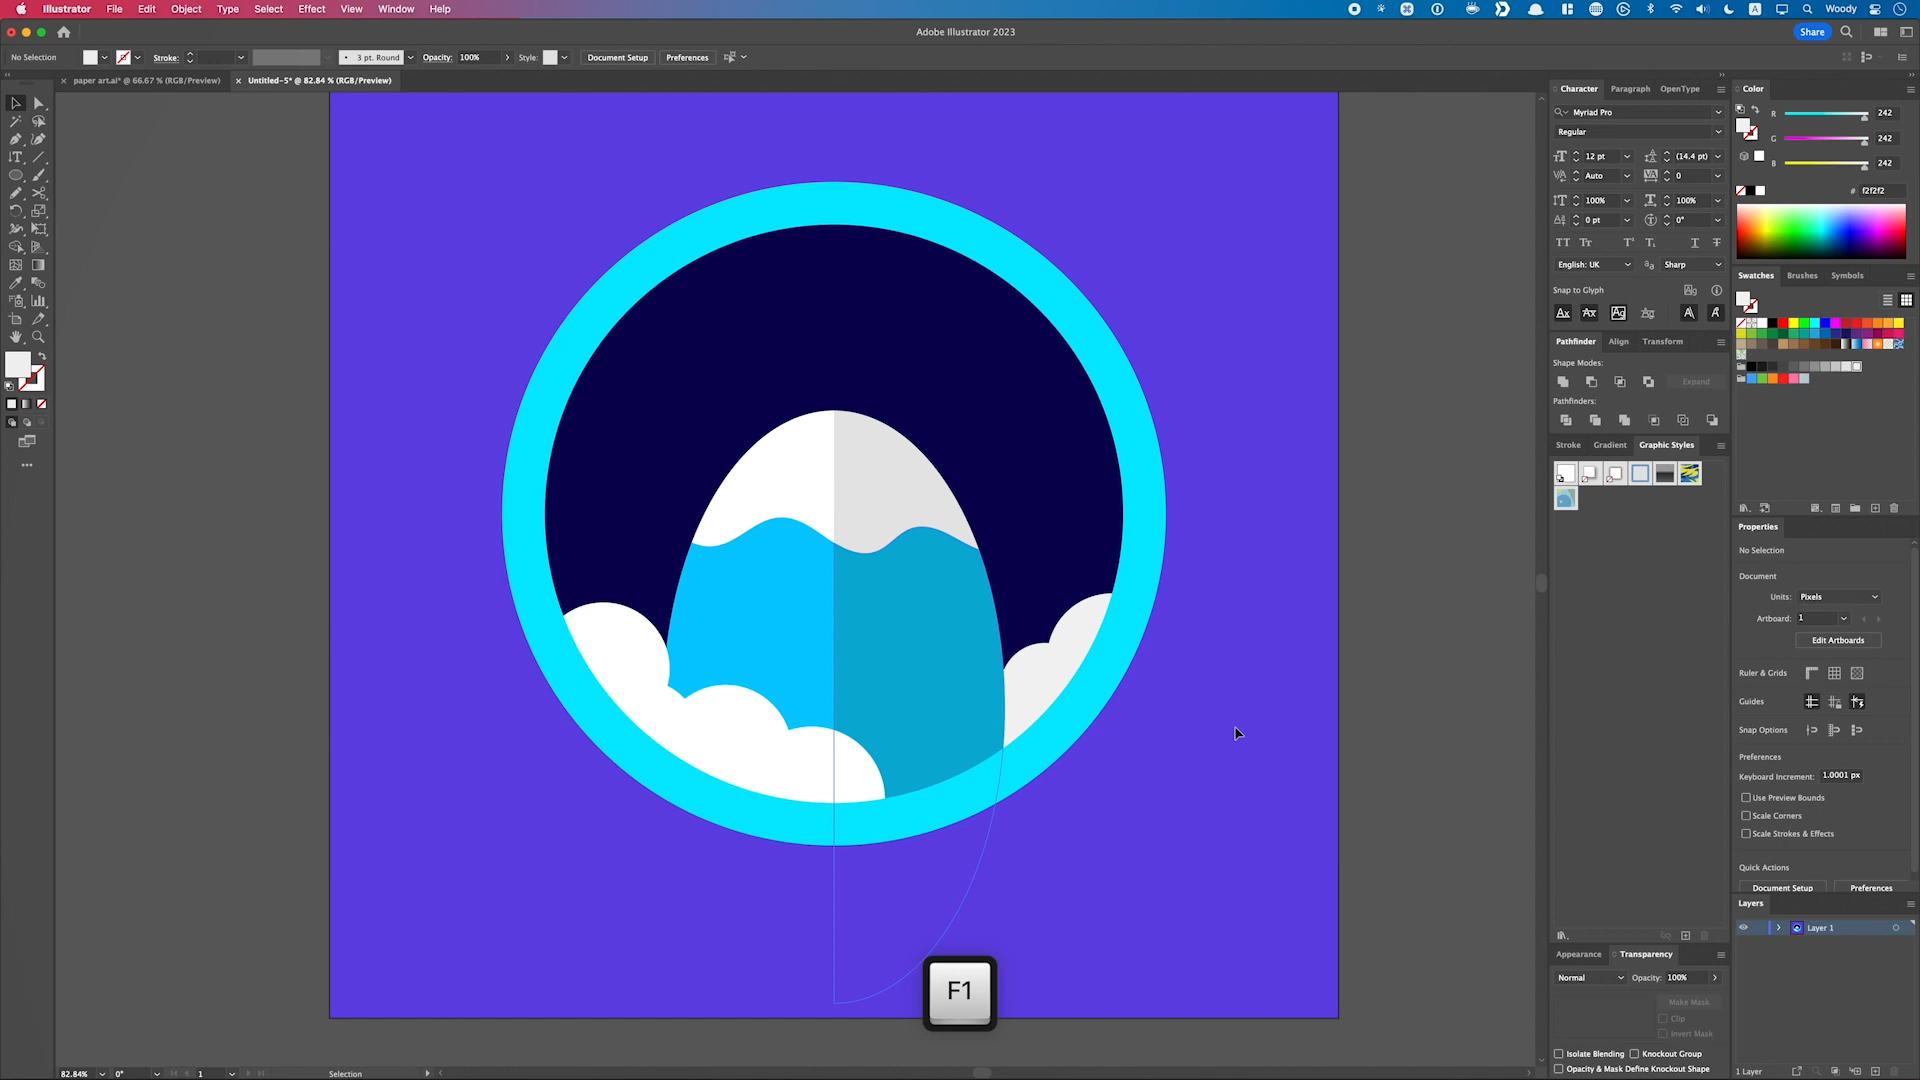 Illustrator File Edit Object Type Select Effect View Window Help Woody
Adobe Illustrator 2023 Share
No Selection Stroke: 3 pt. Round Opacity: 100% Style: Document Setup Preferences
paper art.ai* @ 66.67 % (RGB/Preview) Untitled-5* @ 82.84 % (RGB/Preview)
Character Paragraph OpenType
Myriad Pro
Regular
12 pt (14.4 pt)
Auto 0
100% 100%
0 pt 0°
English: UK Sharp
Snap to Glyph
Pathfinder Align Transform
Shape Modes:
Expand
Pathfinders:
Stroke Gradient Graphic Styles
Color
R 242
G 242
B 242
# f2f2f2
Swatches Brushes Symbols
Properties
No Selection
Document
Units: Pixels
Artboard: 1
Edit Artboards
Ruler & Grids
Guides
Snap Options
Preferences
Keyboard Increment: 1.0001 px
Use Preview Bounds
Scale Corners
Scale Strokes & Effects
Quick Actions
Document Setup Preferences
Layers
Layer 1
Appearance Transparency
Normal Opacity: 100%
Make Mask
Clip
Invert Mask
Isolate Blending Knockout Group
Opacity & Mask Define Knockout Shape
1 Layer
F1
82.84% 0° 1 Selection